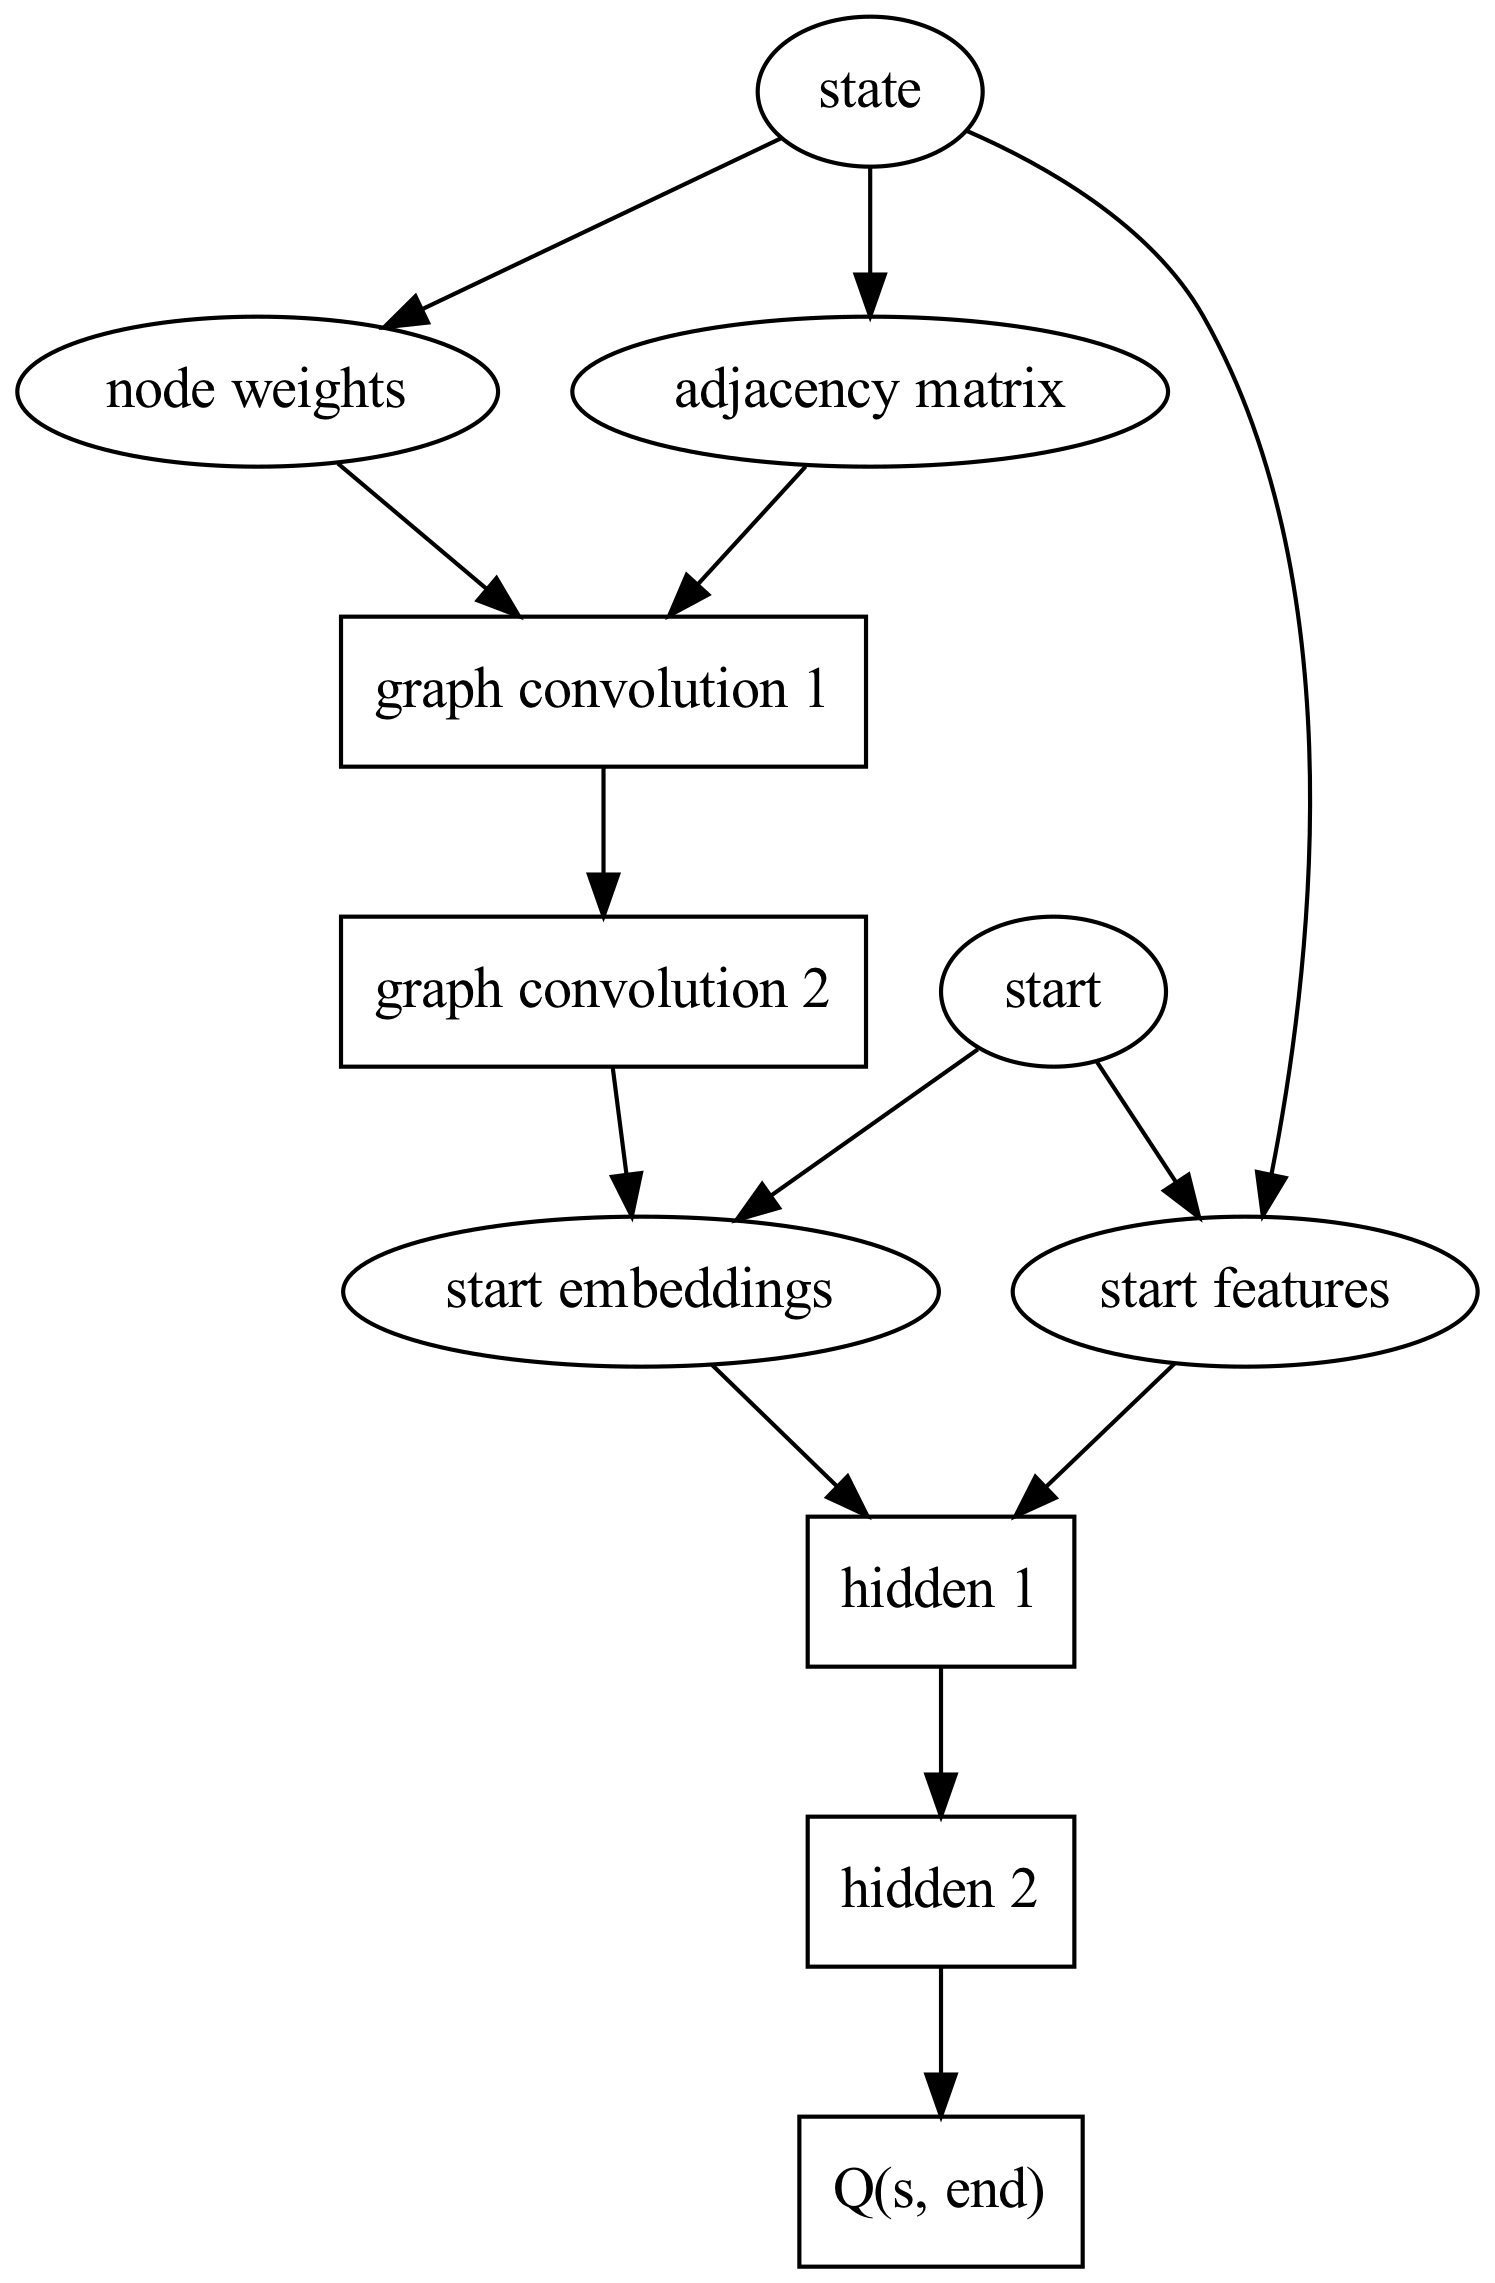 state
node weights
adjacency matrix
graph convolution 1
graph convolution 2
start
start embeddings
start features
hidden 1
hidden 2
Q(s, end)